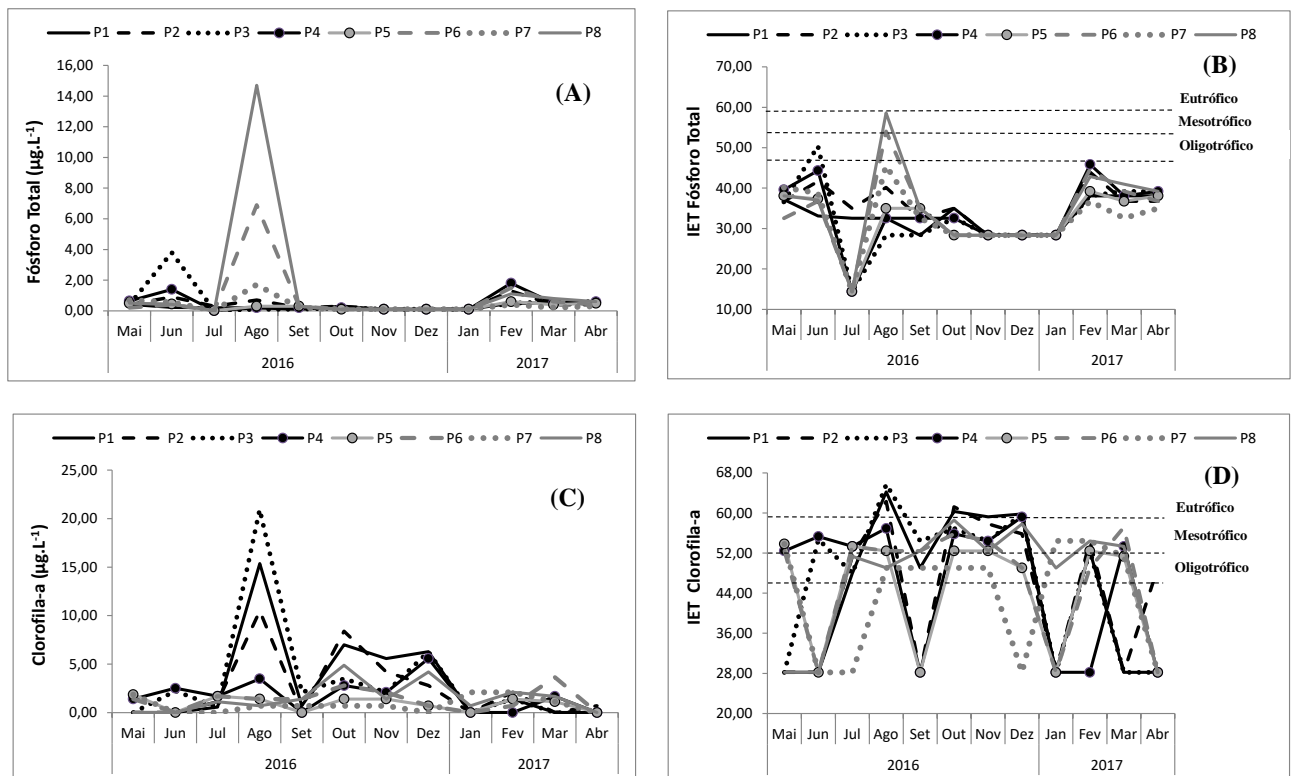 P1 P2 P3 P4 P5 P6 P7 P8
(A)
Fósforo Total (µg.L-1)
16,00
14,00
12,00
10,00
8,00
6,00
4,00
2,00
0,00
Mai Jun Jul Ago Set Out Nov Dez Jan Fev Mar Abr
2016 2017
P1 P2 P3 P4 P5 P6 P7 P8
(B)
IET Fósforo Total
70,00
60,00
50,00
40,00
30,00
20,00
10,00
Eutrófico
Mesotrófico
Oligotrófico
Mai Jun Jul Ago Set Out Nov Dez Jan Fev Mar Abr
2016 2017
P1 P2 P3 P4 P5 P6 P7 P8
(C)
Clorofila-a (µg.L-1)
25,00
20,00
15,00
10,00
5,00
0,00
Mai Jun Jul Ago Set Out Nov Dez Jan Fev Mar Abr
2016 2017
P1 P2 P3 P4 P5 P6 P7 P8
(D)
IET Clorofila-a
68,00
60,00
52,00
44,00
36,00
28,00
20,00
Eutrófico
Mesotrófico
Oligotrófico
Mai Jun Jul Ago Set Out Nov Dez Jan Fev Mar Abr
2016 2017